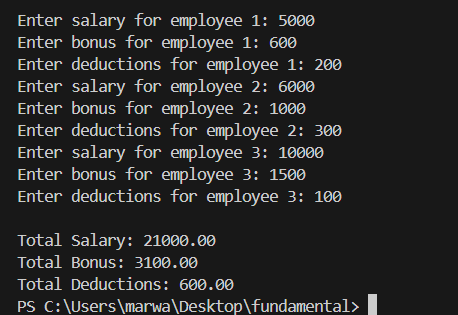 Enter salary for employee 1: 5000
Enter bonus for employee 1: 600
Enter deductions for employee 1: 200
Enter salary for employee 2: 6000
Enter bonus for employee 2: 1000
Enter deductions for employee 2: 300
Enter salary for employee 3: 10000
Enter bonus for employee 3: 1500
Enter deductions for employee 3: 100

Total Salary: 21000.00
Total Bonus: 3100.00
Total Deductions: 600.00
PS C:\Users\marwa\Desktop\fundamental>